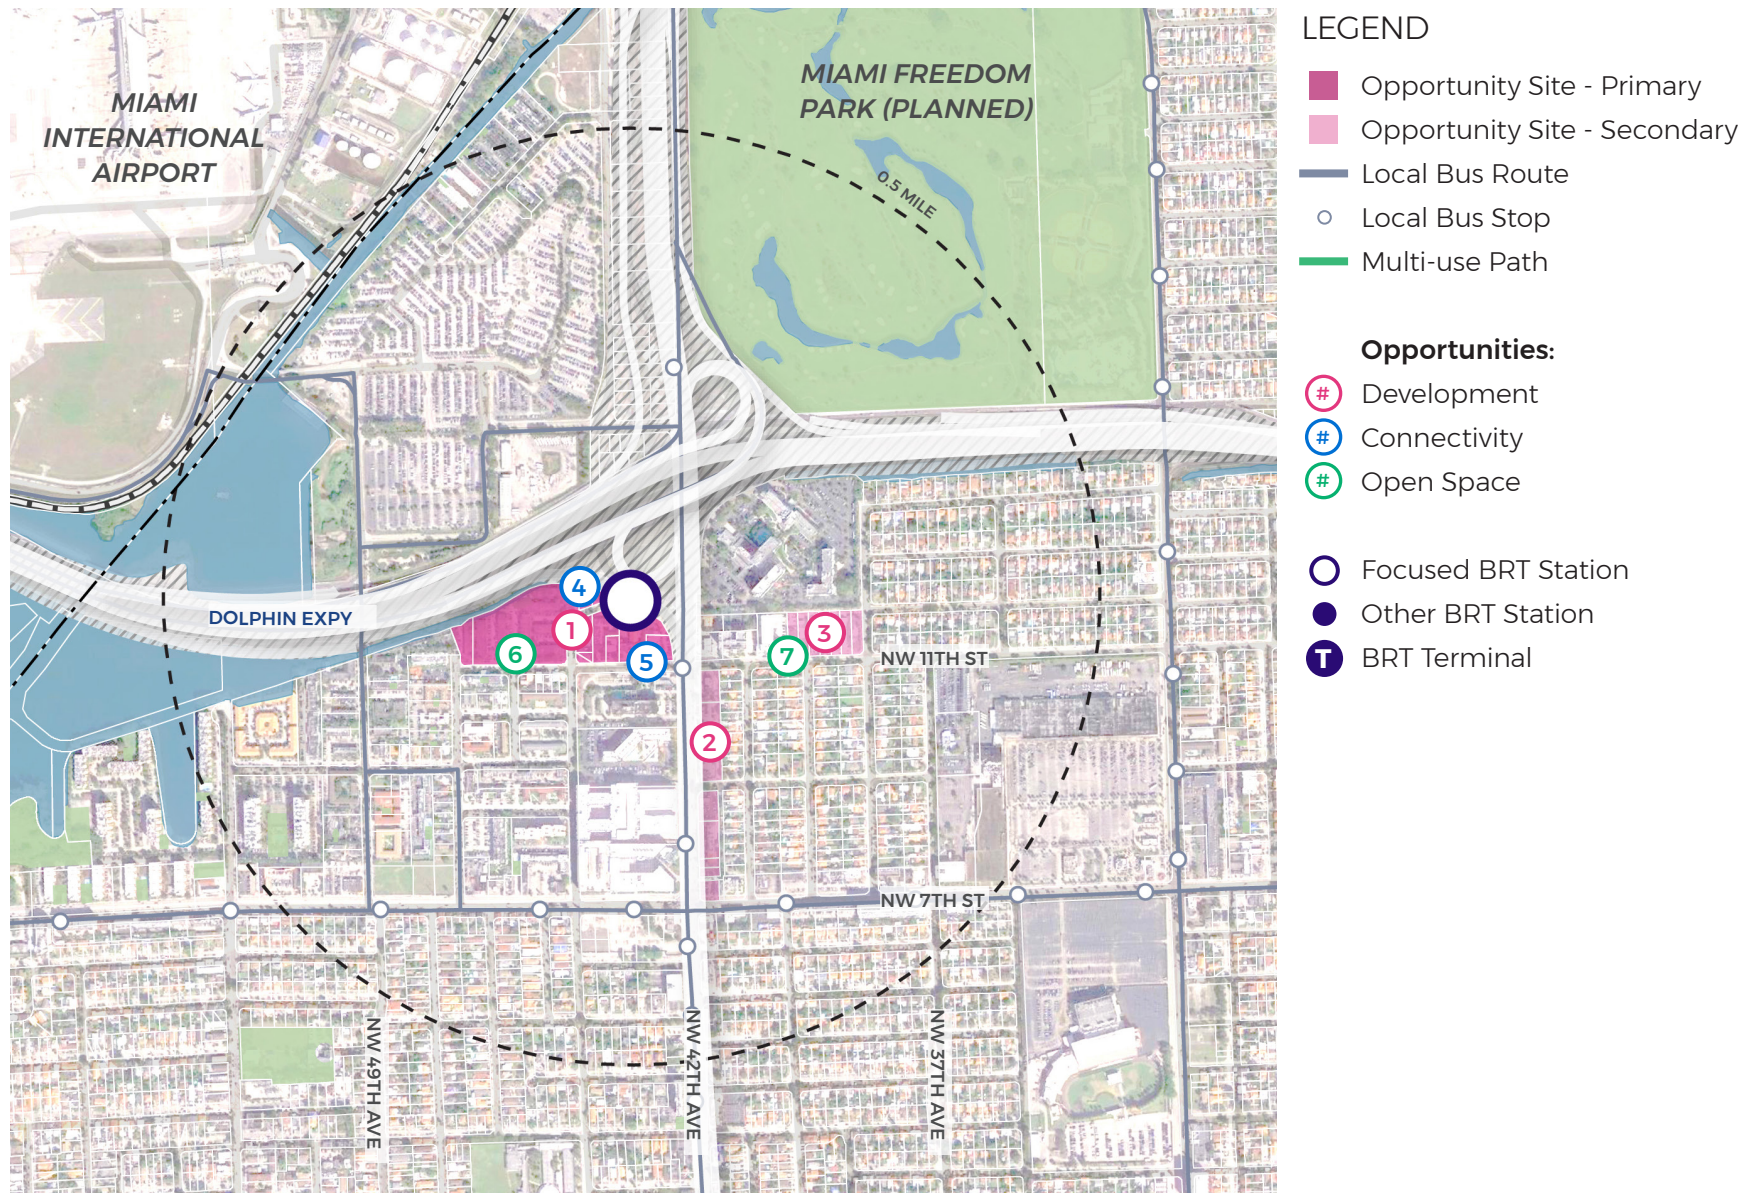 MIAMI
INTERNATIONAL
AIRPORT
MIAMI FREEDOM
PARK (PLANNED)
0.5 MILE
DOLPHIN EXPY
4
1
6
5
3
7
2
NW 11TH ST
NW 7TH ST
NW 49TH AVE
NW 42TH AVE
NW 37TH AVE
LEGEND
Opportunity Site - Primary
Opportunity Site - Secondary
Local Bus Route
Local Bus Stop
Multi-use Path
Opportunities:
# Development
# Connectivity
# Open Space
Focused BRT Station
Other BRT Station
T BRT Terminal